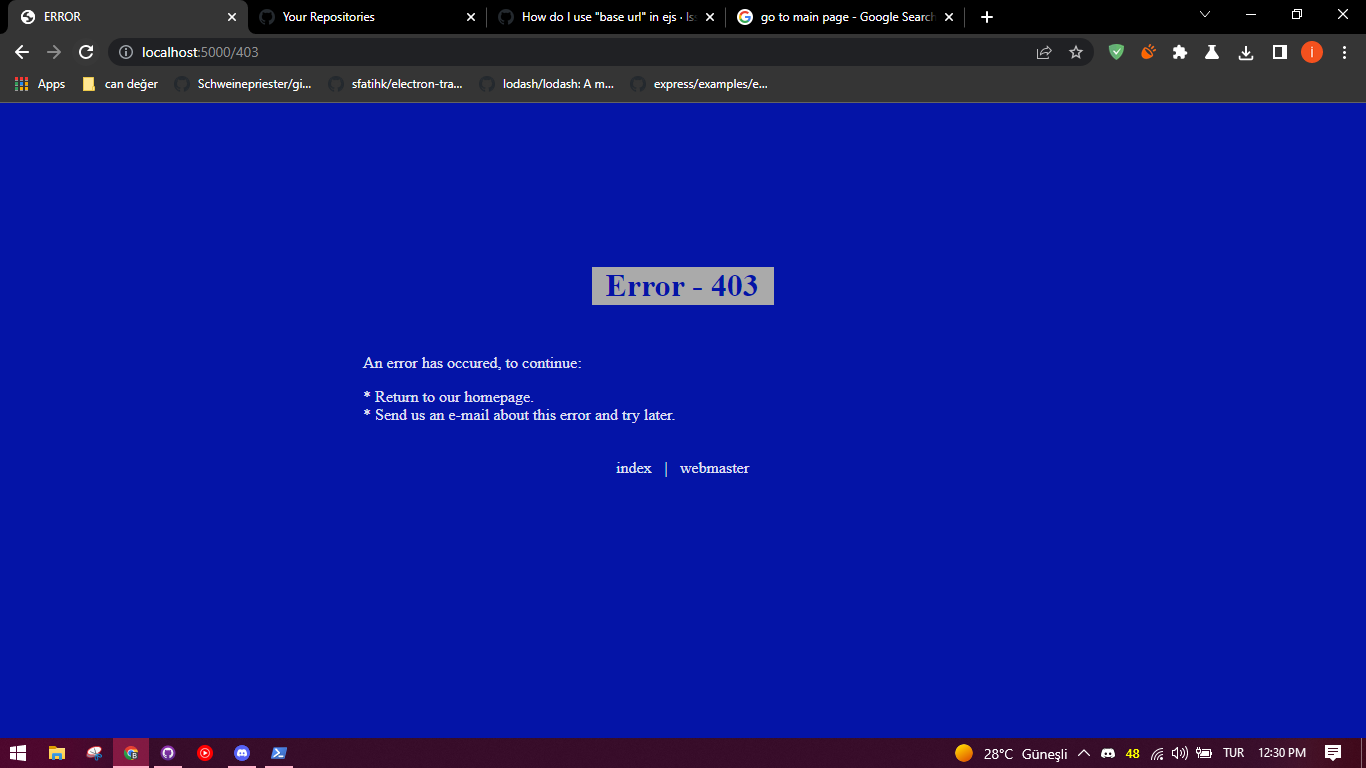 ERROR
Your Repositories
How do I use "base url" in ejs · Is
go to main page - Google Search
localhost:5000/403
i
Apps
can değer
Schweinepriester/gi...
sfatihk/electron-tra...
lodash/lodash: A m...
express/examples/e...
Error - 403
An error has occured, to continue:
* Return to our homepage.
* Send us an e-mail about this error and try later.
index | webmaster
28°C Güneşli
48
TUR
12:30 PM